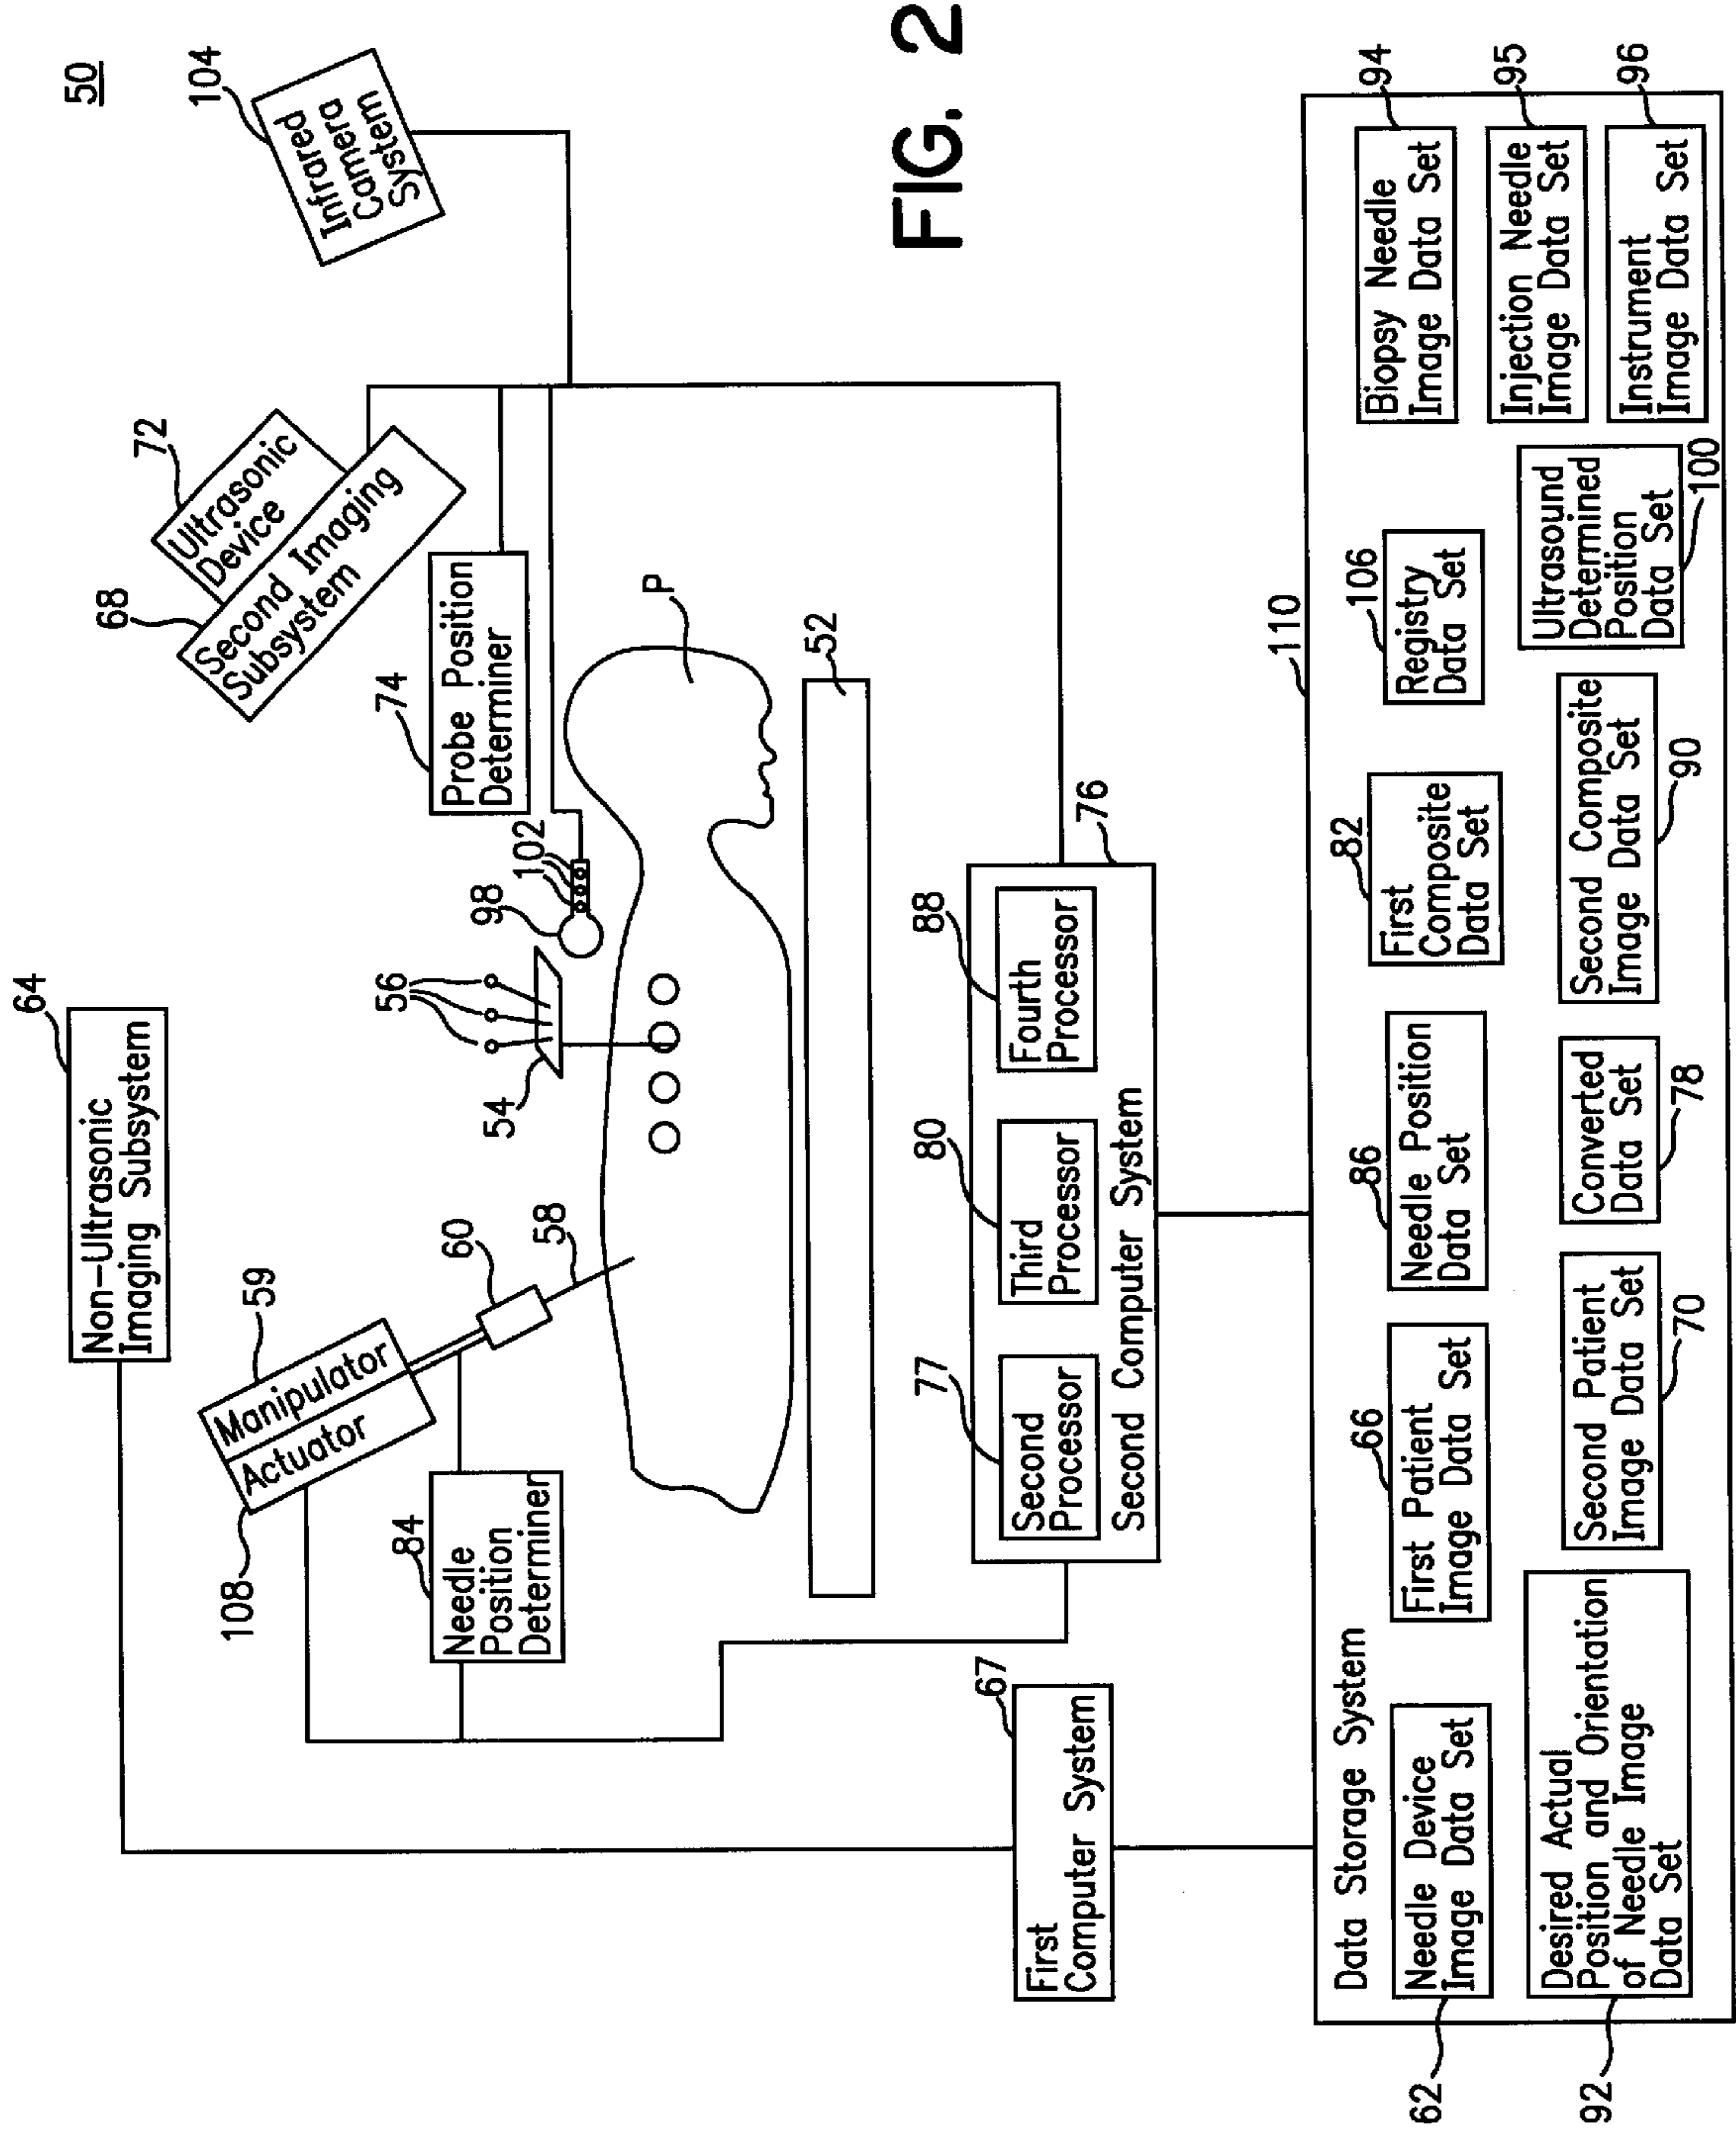 50
64
Non-Ultrasonic
Imaging Subsystem
104
Infrared
Camera
System
72
Ultrasonic
Device
68
Second Imaging
Subsystem
59
Manipulator
Actuator
108
60
58
84
Needle
Position
Determiner
56
54
98
102
74
Probe Position
Determiner
P
52
FIG. 2
67
First
Computer System
76
77
Second
Processor
80
Third
Processor
88
Fourth
Processor
Second Computer System
110
Data Storage System
62
Needle Device
Image Data Set
66
First Patient
Image Data Set
86
Needle Position
Data Set
82
First
Composite
Data Set
106
Registry
Data Set
94
Biopsy Needle
Image Data Set
95
Injection Needle
Image Data Set
96
Instrument
Image Data Set
92
Desired Actual
Position and Orientation
of Needle Image
Data Set
Second Patient
Image Data Set
70
Converted
Data Set
78
Second Composite
Image Data Set
90
Ultrasound
Determined
Position
Data Set
100